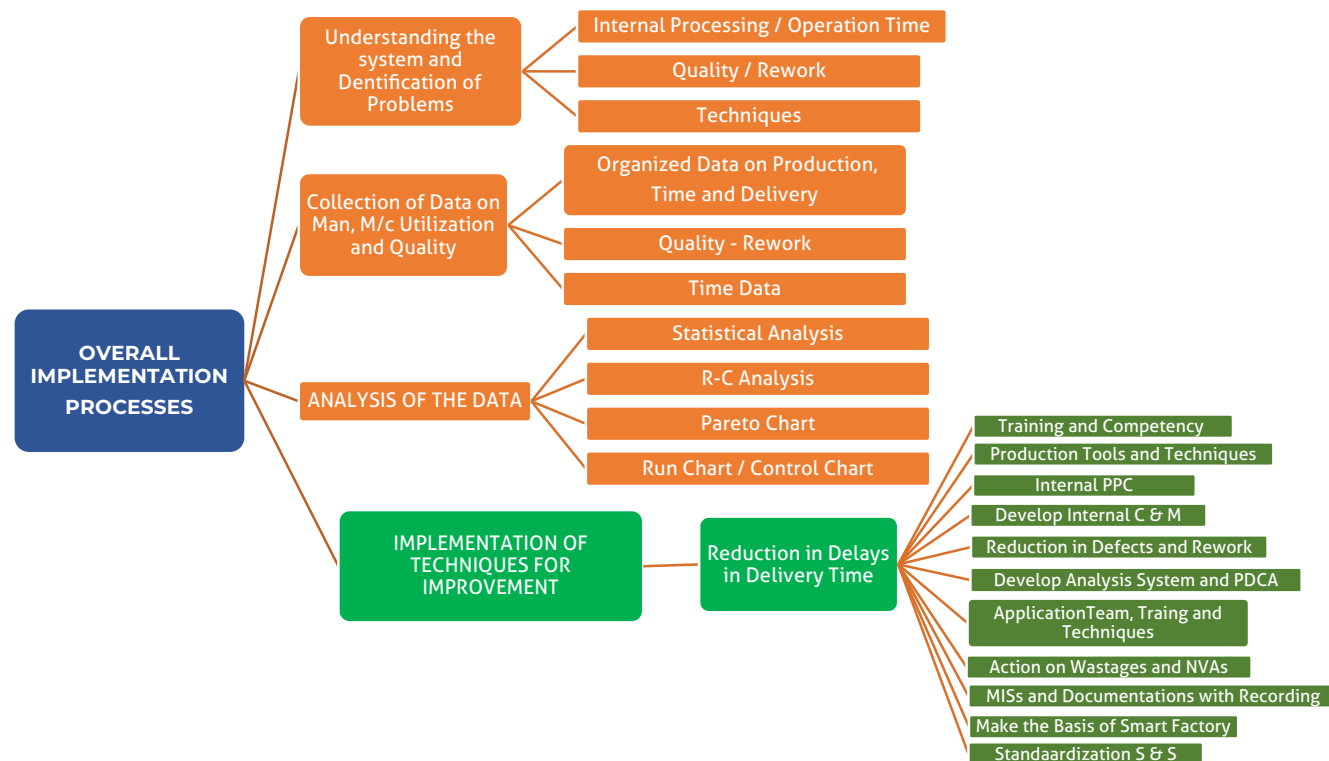 OVERALL
IMPLEMENTATION
PROCESSES
Understanding the
system and
Dentification of
Problems
Internal Processing / Operation Time
Quality / Rework
Techniques
Collection of Data on
Man, M/c Utilization
and Quality
Organized Data on Production,
Time and Delivery
Quality - Rework
Time Data
ANALYSIS OF THE DATA
Statistical Analysis
R-C Analysis
Pareto Chart
Run Chart / Control Chart
IMPLEMENTATION OF
TECHNIQUES FOR
IMPROVEMENT
Reduction in Delays
in Delivery Time
Training and Competency
Production Tools and Techniques
Internal PPC
Develop Internal C & M
Reduction in Defects and Rework
Develop Analysis System and PDCA
ApplicationTeam, Traing and
Techniques
Action on Wastages and NVAs
MISs and Documentations with Recording
Make the Basis of Smart Factory
Standaardization S & S